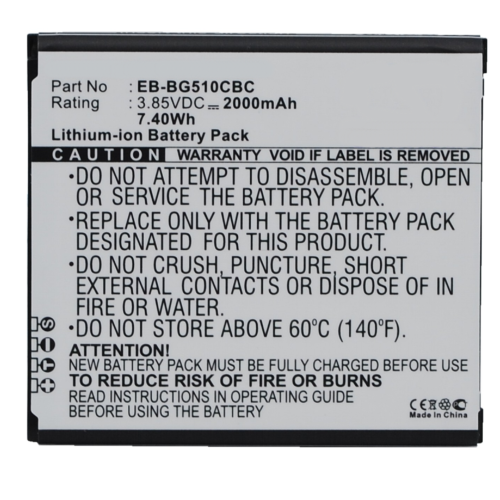 Part No : EB-BG510CBC
Rating : 3.85VDC 2000mAh
7.40Wh
Lithium-ion Battery Pack
CAUTION WARRANTY VOID IF LABEL IS REMOVED
•DO NOT ATTEMPT TO DISASSEMBLE, OPEN
or SERVICE THE BATTERY PACK.
•REPLACE ONLY WITH THE BATTERY PACK
DESIGNATED FOR THIS PRODUCT.
•DO NOT CRUSH, PUNCTURE, SHORT
EXTERNAL CONTACTS OR DISPOSE OF
IN FIRE or WATER.
•DO NOT STORE ABOVE 60°C (140°F).
ATTENTION!
NEW BATTERY PACK MUST BE FULLY CHARGED BEFORE USE
TO REDUCE RISK OF FIRE OR BURNS
READ INSTRUCTIONS IN OPERATING GUIDE
BEFORE USING THE BATTERY
CE
Made in China